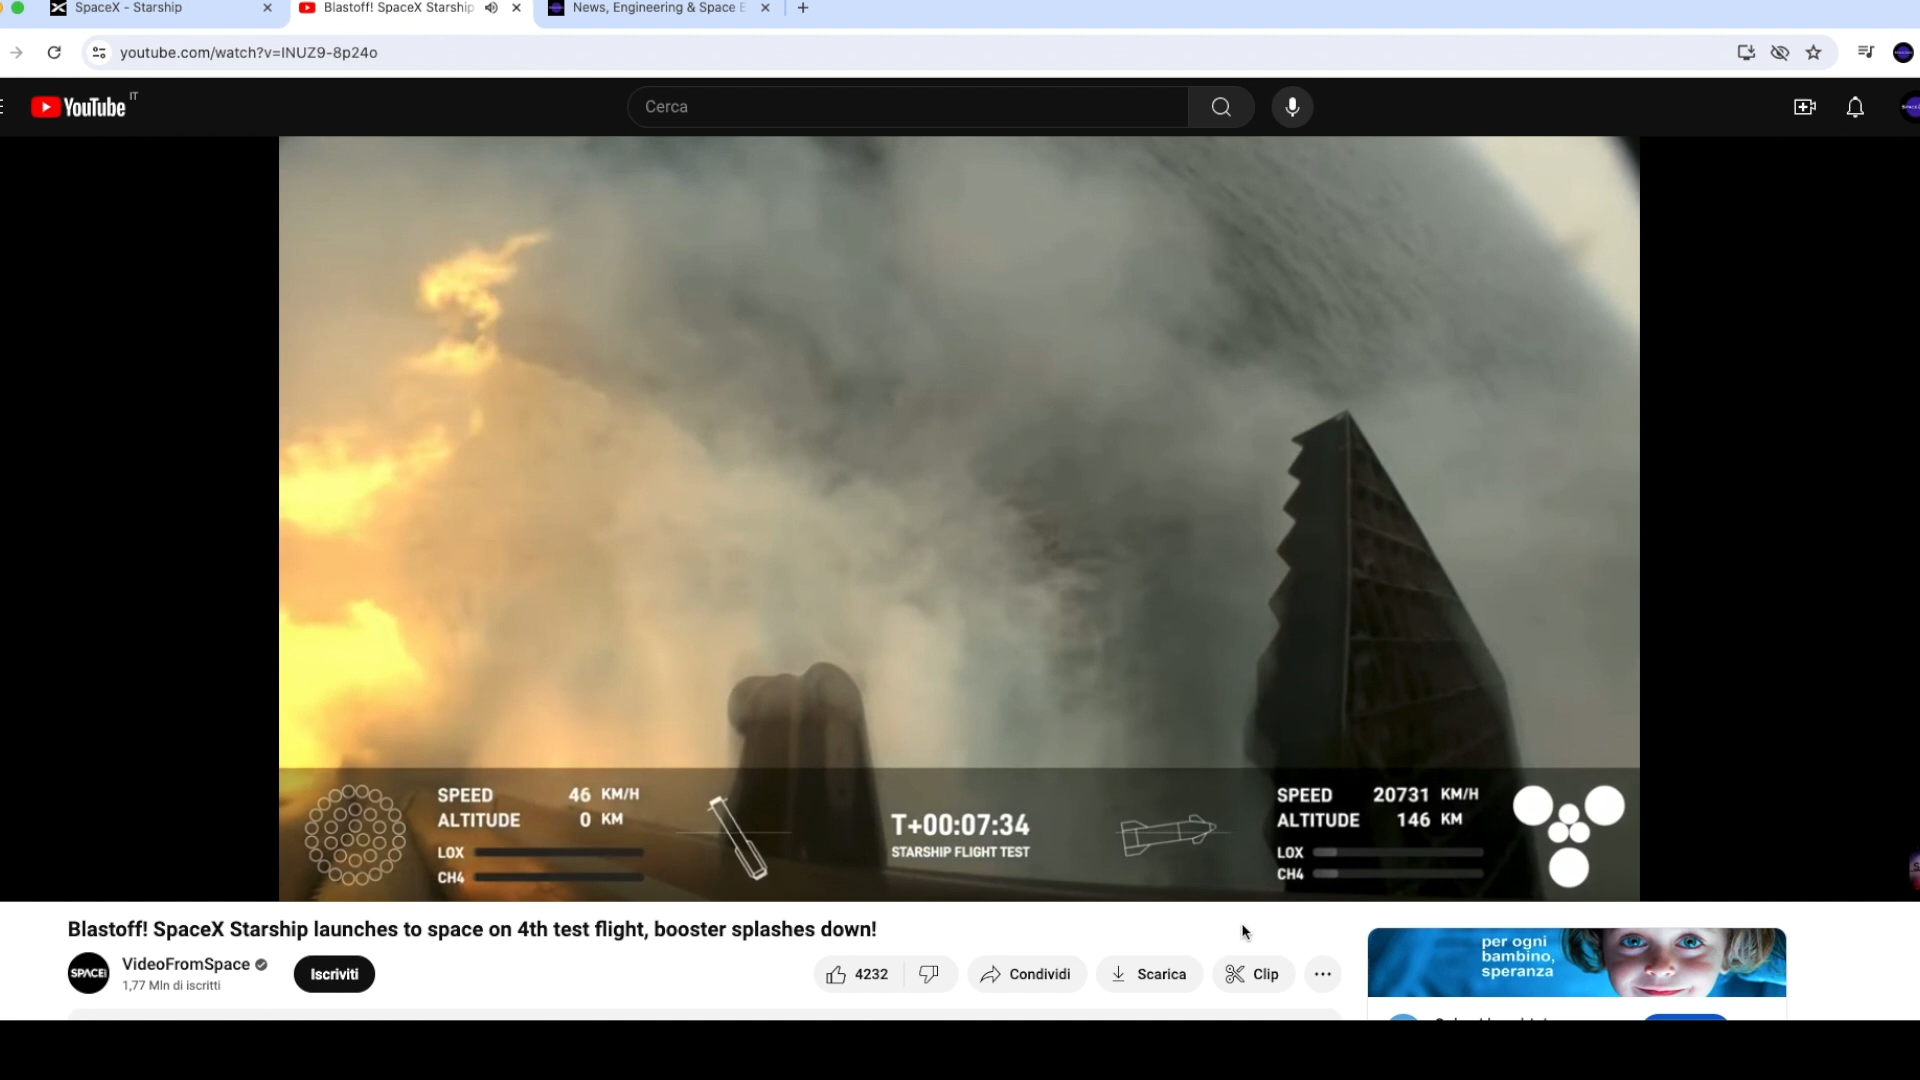 SpaceX - Starship
Blastoff! SpaceX Starship
News, Engineering & Space E
youtube.com/watch?v=INUZ9-8p24o
YouTube IT
Cerca
SPEED 46 KM/H
ALTITUDE 0 KM
LOX
CH4
T+00:07:34
STARSHIP FLIGHT TEST
SPEED 20731 KM/H
ALTITUDE 146 KM
LOX
CH4
Blastoff! SpaceX Starship launches to space on 4th test flight, booster splashes down!
SPACE
VideoFromSpace
1,77 Mln di iscritti
Iscriviti
4232
Condividi
Scarica
Clip
per ogni
bambino,
speranza